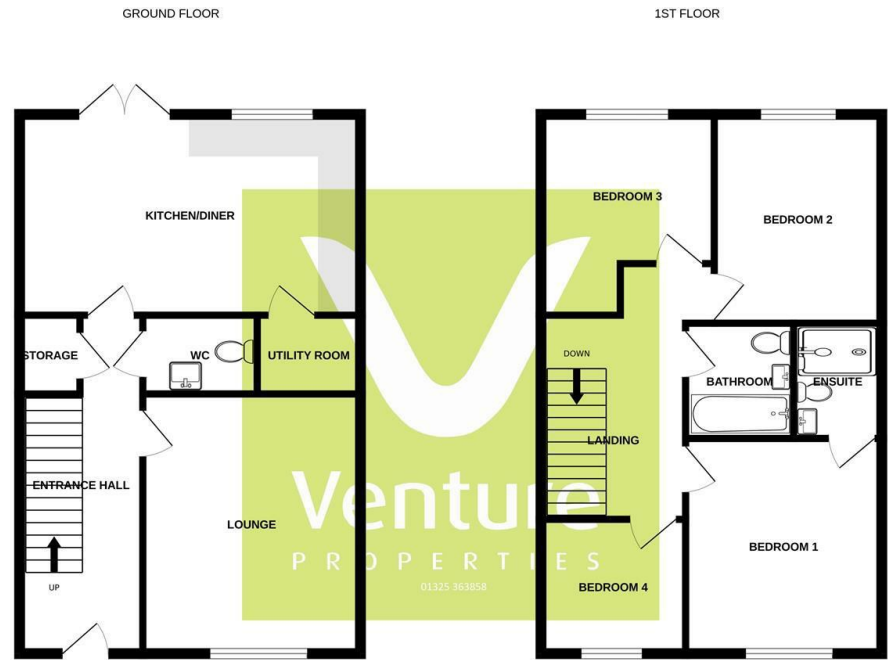 GROUND FLOOR
1ST FLOOR
KITCHEN/DINER
STORAGE
WC
UTILITY ROOM
ENTRANCE HALL
LOUNGE
UP
BEDROOM 3
BEDROOM 2
DOWN
BATHROOM
ENSUITE
LANDING
BEDROOM 1
BEDROOM 4
Venture
PROPERTIES
01325 363858